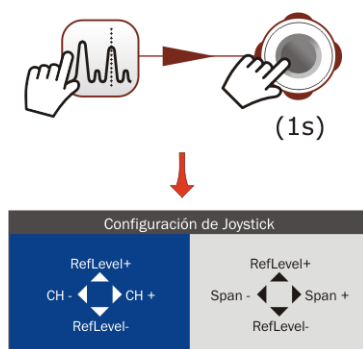 (1s)
Configuración de Joystick
RefLevel+
CH - CH +
RefLevel-
RefLevel+
Span - Span +
RefLevel-